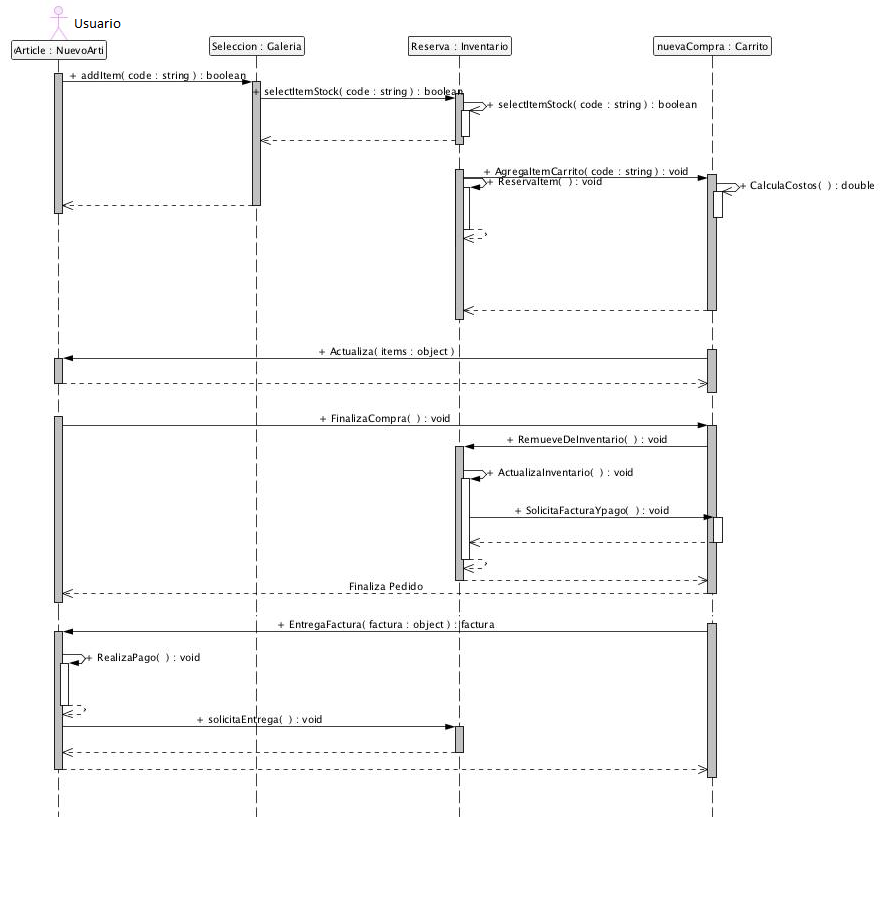 Usuario
Article : NuevoArti
Seleccion : Galeria
Reserva : Inventario
nuevaCompra : Carrito
+ addItem( code : string ) : boolean
+ selectItemStock( code : string ) : boolean
+ selectItemStock( code : string ) : boolean
+ AgregaItemCarrito( code : string ) : void
+ ReservaItem(  ) : void
+ CalculaCostos(  ) : double
+ Actualiza( items : object )
+ FinalizaCompra(  ) : void
+ RemueveDeInventario(  ) : void
+ ActualizaInventario(  ) : void
+ SolicitaFacturaYpago(  ) : void
Finaliza Pedido
+ EntregaFactura( factura : object ) : factura
+ RealizaPago(  ) : void
+ solicitaEntrega(  ) : void